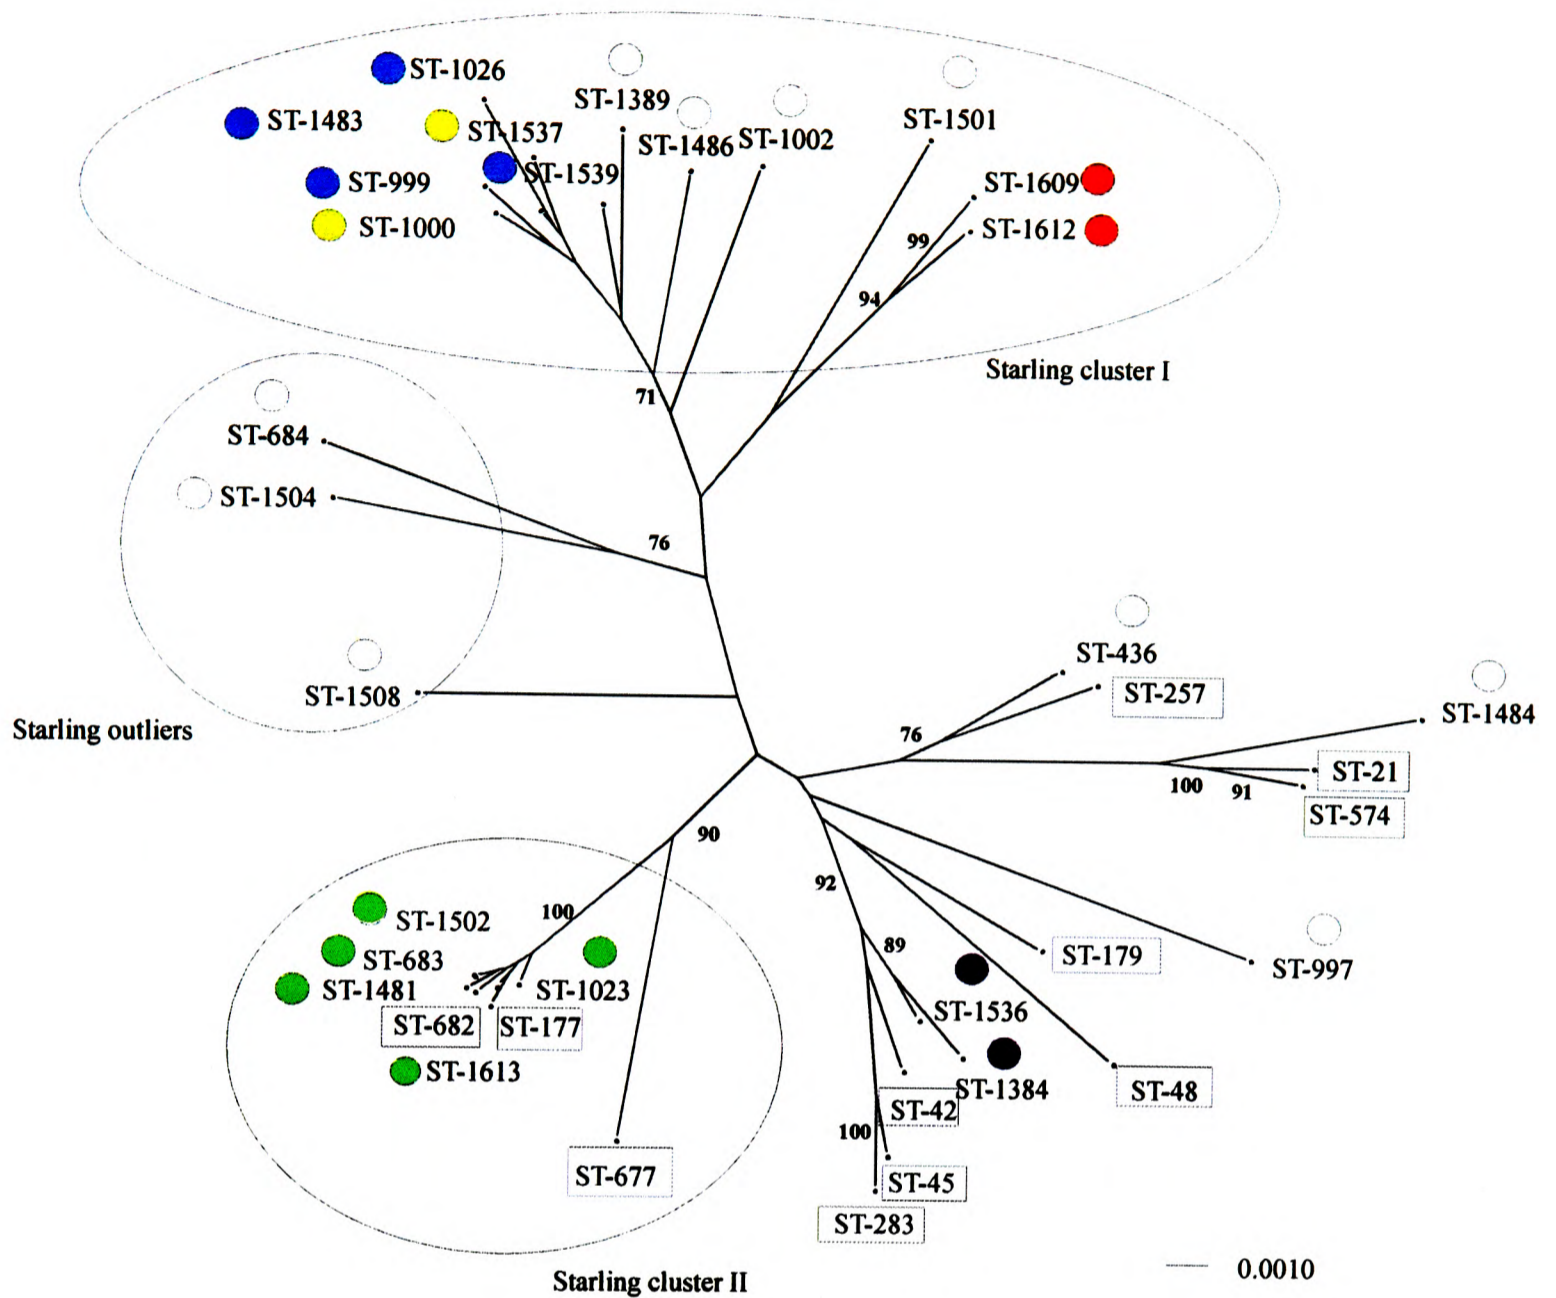 ST-1026
ST-1389
ST-1483
ST-1537
ST-1486
ST-1002
ST-1501
ST-999
ST-1539
ST-1609
ST-1000
ST-1612
99
94
Starling cluster I
71
ST-684
ST-1504
76
ST-436
ST-257
ST-1508
ST-1484
Starling outliers
76
ST-21
100
91
ST-574
90
92
100
ST-1502
89
ST-179
ST-683
ST-997
ST-1481
ST-1023
ST-1536
ST-682
ST-177
ST-1613
ST-1384
ST-48
ST-42
100
ST-677
ST-45
ST-283
0.0010
Starling cluster II